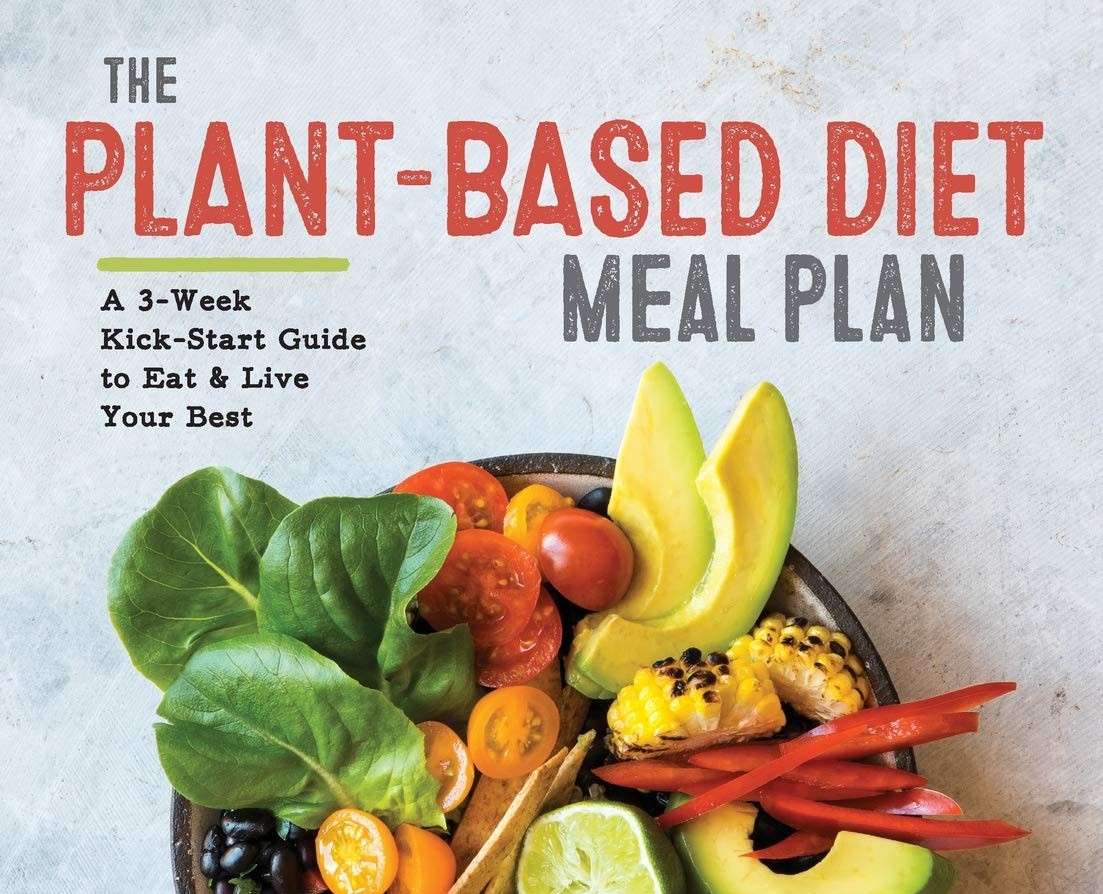 THE
PLANT-BASED DIET
MEAL PLAN
A 3-Week
Kick-Start Guide
to Eat & Live
Your Best